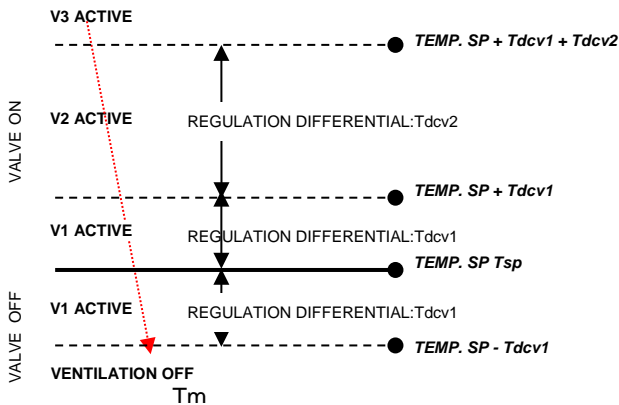 V3 ACTIVE
TEMP. SP + Tdcv1 + Tdcv2
VALVE ON
V2 ACTIVE
REGULATION DIFFERENTIAL:Tdcv2
TEMP. SP + Tdcv1
V1 ACTIVE
REGULATION DIFFERENTIAL:Tdcv1
TEMP. SP Tsp
VALVE OFF
V1 ACTIVE
REGULATION DIFFERENTIAL:Tdcv1
TEMP. SP - Tdcv1
VENTILATION OFF
Tm